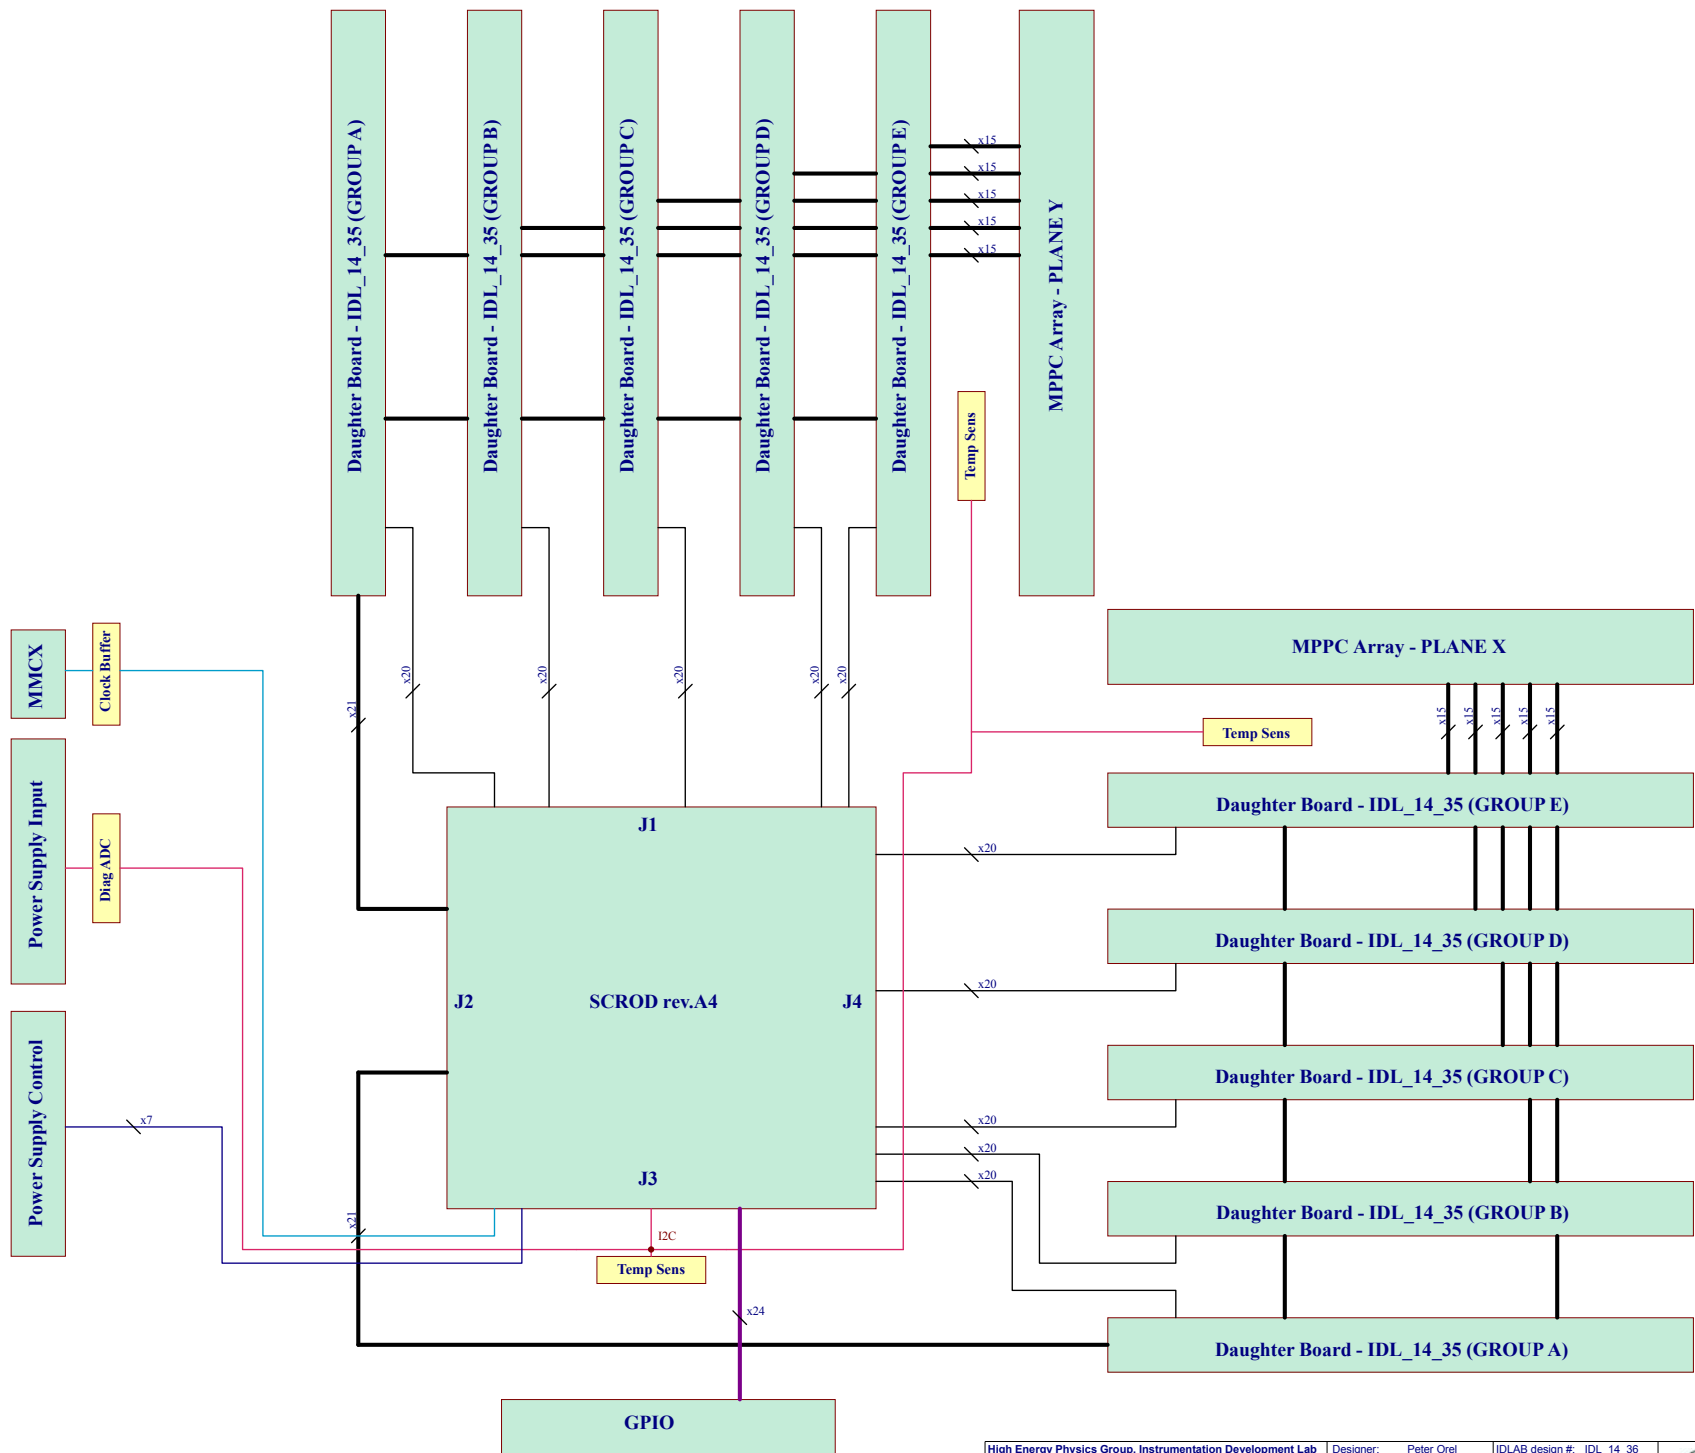 Daughter Board - IDL_14_35 (GROUP A)
Daughter Board - IDL_14_35 (GROUP B)
Daughter Board - IDL_14_35 (GROUP C)
Daughter Board - IDL_14_35 (GROUP D)
Daughter Board - IDL_14_35 (GROUP E)
MPPC Array - PLANE Y
x15
x15
x15
x15
x15
Temp Sens
MMCX
Clock Buffer
x21
x20
x20
x20
x20
x20
MPPC Array - PLANE X
x15
x15
x15
x15
x15
Temp Sens
Power Supply Input
Diag ADC
Daughter Board - IDL_14_35 (GROUP E)
J1
x20
Daughter Board - IDL_14_35 (GROUP D)
J2
SCROD rev.A4
J4
x20
Power Supply Control
x7
Daughter Board - IDL_14_35 (GROUP C)
x20
x20
x20
J3
Daughter Board - IDL_14_35 (GROUP B)
x21
I2C
Temp Sens
x24
Daughter Board - IDL_14_35 (GROUP A)
GPIO
High Energy Physics Group, Instrumentation Development Lab
Designer: Peter Orel
IDLAB design #: IDL_14_36